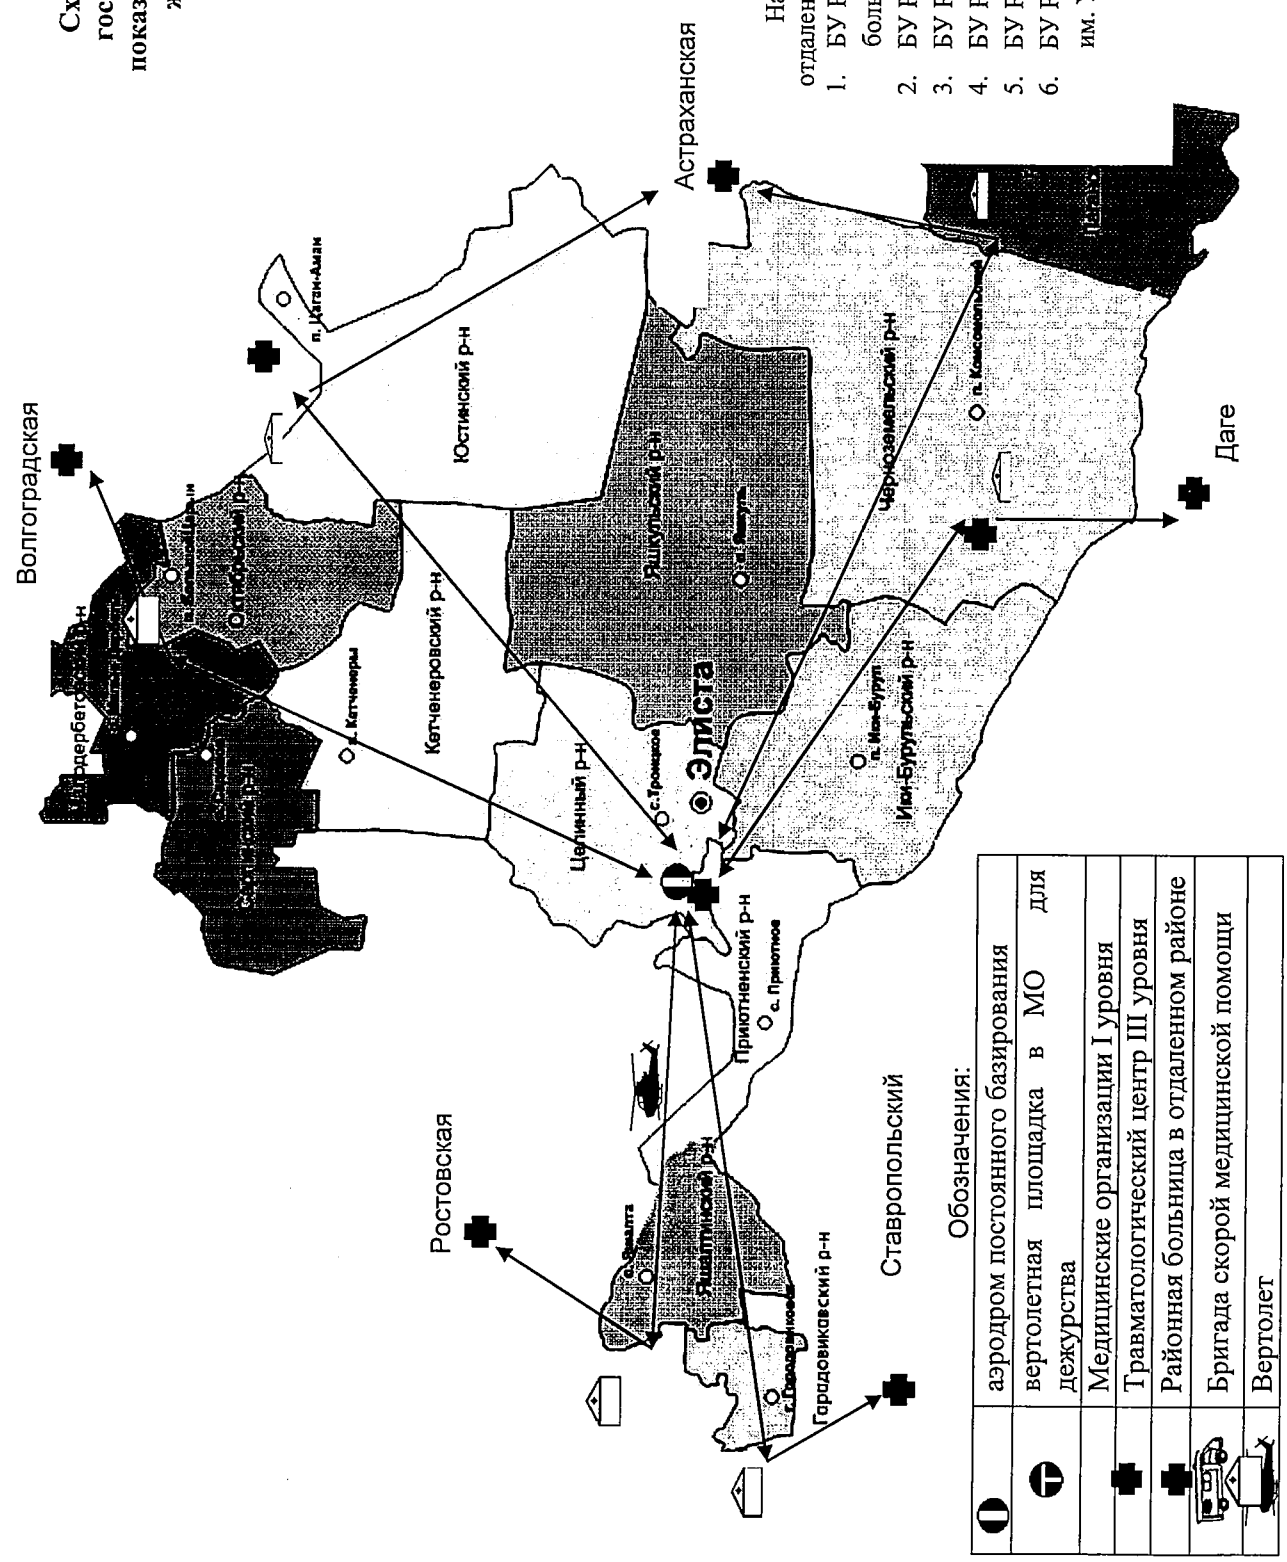 Сх
гос
показ
ж
На
отдален
1. БУ Р
боль
2. БУ Р
3. БУ Р
4. БУ Р
5. БУ Р
6. БУ Р
им.
Волгоградская
Астраханская
п. Цаган-Аман
Юстинский р-н
Октябрьский р-н
п. Кетченеры
Кетченеровский р-н
Яшкульский р-н
п. Яшкуль
Черноземельский р-н
п. Комсомольский
Даге
Целинный р-н
с.Троицкое
Элиста
п. Ики-Бурул
Ики-Бурульский р-н
Приютненский р-н
с. Приютное
Ростовская
с. Яшалта
Яшалтинский р-н
г. Городовиковск
Гарадовикавский р-н
Ставропольский
Обозначения:
аэродром постоянного базирования
вертолетная площадка в МО для
дежурства
Медицинские организации I уровня
Травматологический центр III уровня
Районная больница в отдаленном районе
Бригада скорой медицинской помощи
Вертолет